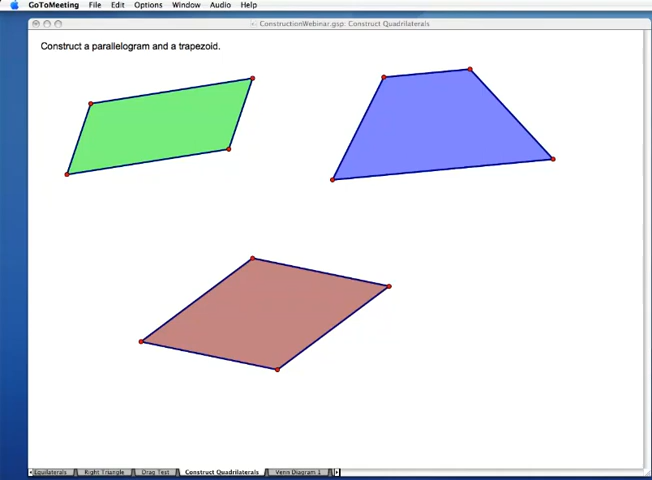 GoToMeeting File Edit Options Window Audio Help
ConstructionWebinar.gsp: Construct Quadrilaterals
Construct a parallelogram and a trapezoid.
Equilaterals Right Triangle Drag Test Construct Quadrilaterals Venn Diagram 1